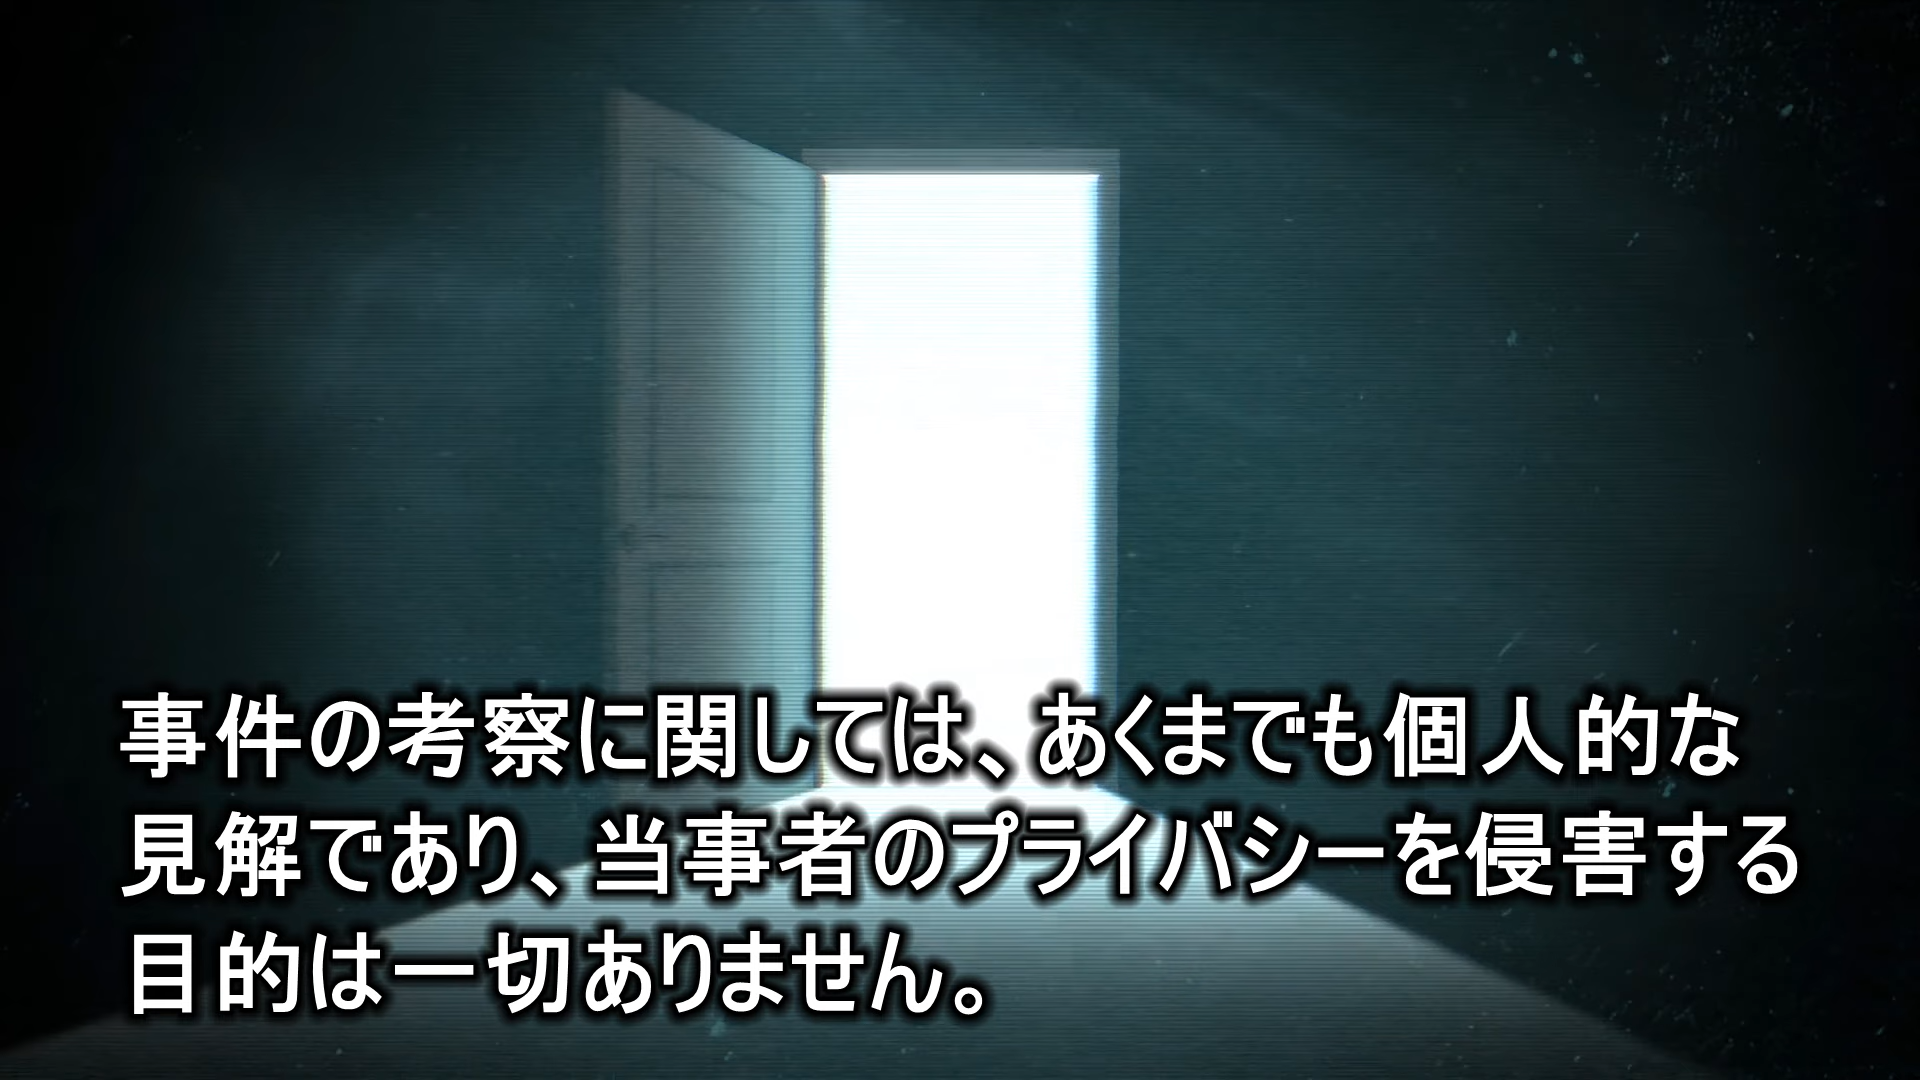 事件の考察に関しては、あくまでも個人的な
見解であり、当事者のプライバシーを侵害する
目的は一切ありません。